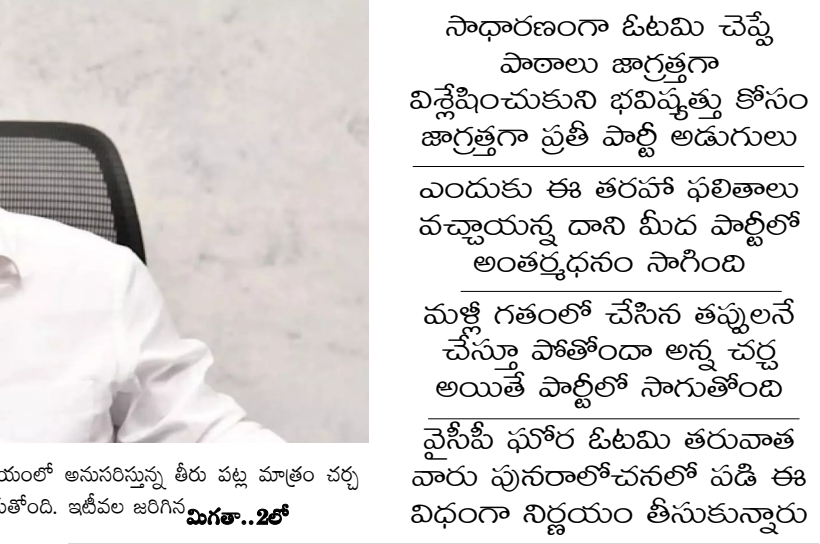 సాధారణంగా ఓటమి చెప్పే
పాఠాలు జాగ్రత్తగా
విశ్లేషించుకుని భవిష్యత్తు కోసం
జాగ్రత్తగా ప్రతీ పార్టీ అడుగులు
ఎందుకు ఈ తరహా ఫలితాలు
వచ్చాయన్న దాని మీద పార్టీలో
అంతర్మధనం సాగింది
మళ్లీ గతంలో చేసిన తప్పులనే
చేస్తూ పోతోందా అన్న చర్చ
అయితే పార్టీలో సాగుతోంది
వైసీపీ ఘోర ఓటమి తరువాత
వారు పునరాలోచనలో పడి ఈ
విధంగా నిర్ణయం తీసుకున్నారు
యంలో అనుసరిస్తున్న తీరు పట్ల మాత్రం చర్చ
తోంది. ఇటీవల జరిగిన మిగతా..2లో